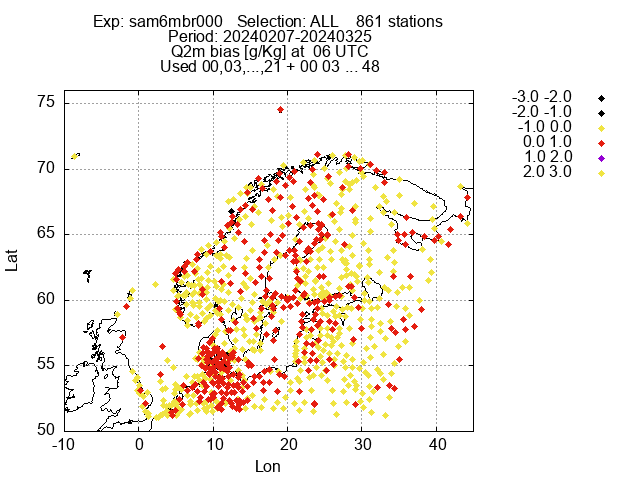 Exp: sam6mbr000 Selection: ALL 861 stations
Period: 20240207-20240325
Q2m bias [g/Kg] at 06 UTC
Used 00,03,...,21 + 00 03 ... 48
-3.0 -2.0
-2.0 -1.0
-1.0 0.0
0.0 1.0
1.0 2.0
2.0 3.0
75
70
65
60
55
50
Lat
-10 0 10 20 30 40
Lon